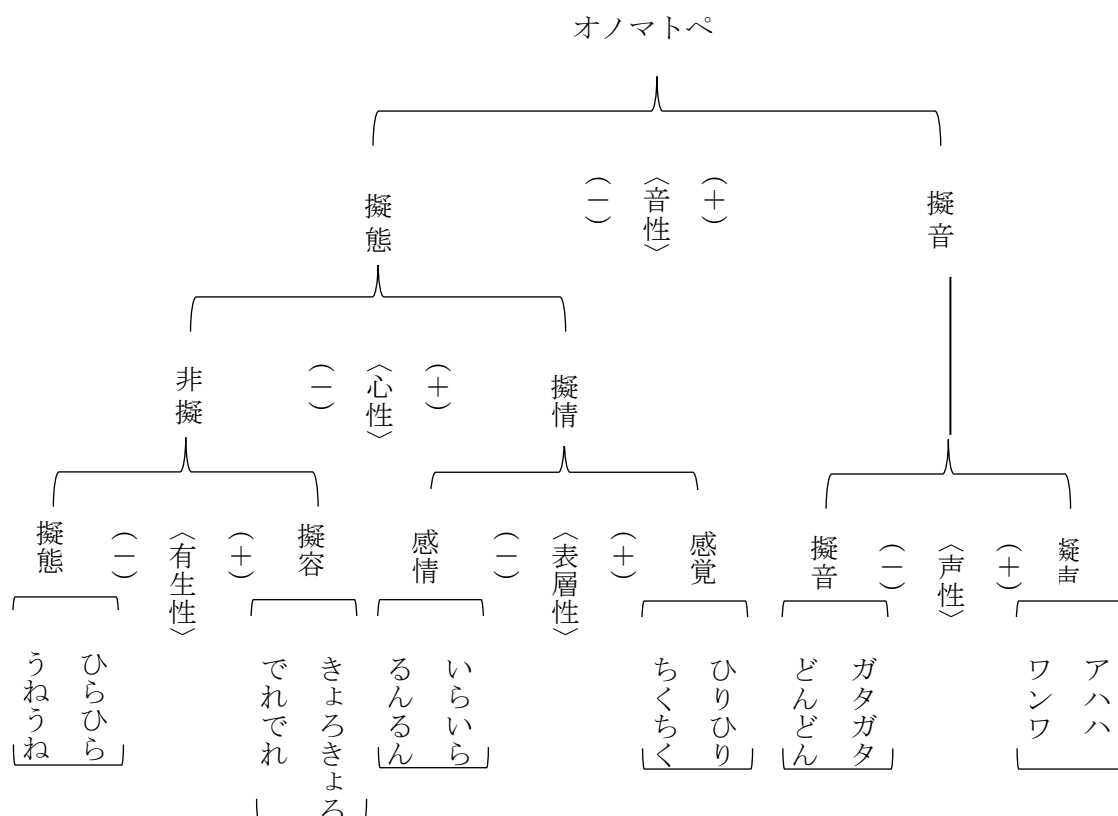 オノマトペ
擬音
(＋)
〈音性〉
(－)
擬態
擬情
(＋)
〈心性〉
(－)
非擬
擬声
(＋)
〈声性〉
(－)
擬音
感覚
(＋)
〈表層性〉
(－)
感情
擬容
(＋)
〈有生性〉
(－)
擬態
アハハ
ワンワ
ガタガタ
どんどん
ひりひり
ちくちく
いらいら
るんるん
きょろきょろ
でれでれ
ひらひら
うねうね